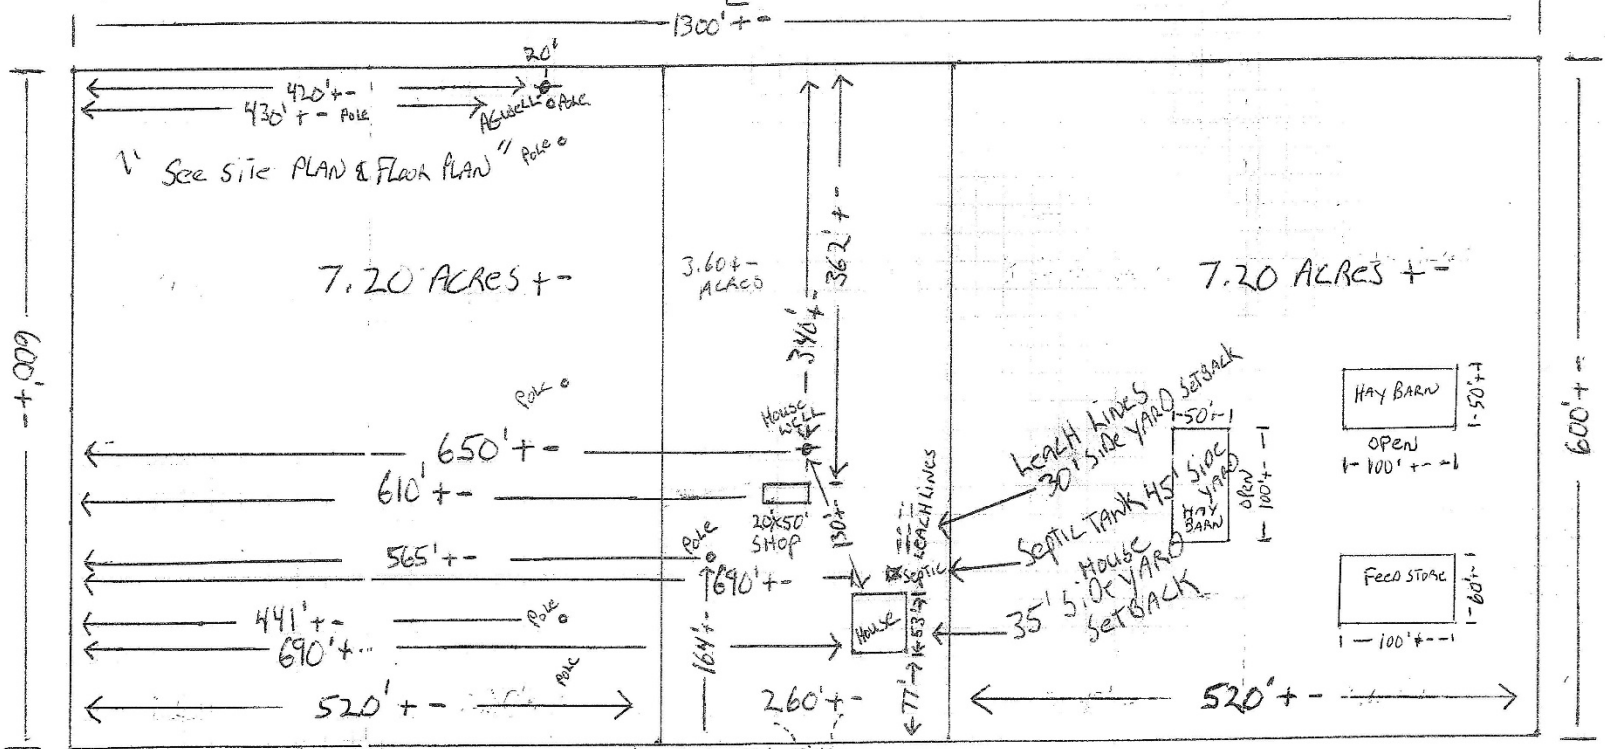 1300'+-
20'
420'+-
430'+- POLE
AGWELL
POLE
" See Site PLAN & FLOOR PLAN"
POLE
600'+-
7.20 ACRES +-
3.60+-
ACRES
362'+-
340'+-
7.20 ACRES +-
600'+-
POLE
House
WELL
650'+-
610'+-
20x50'
SHOP
130'+-
LEACH LINES
Leach Lines
30' Side YARD SETBACK
SEPTIC TANK 45' Side
YARD
House
35' Side YARD
SetBACK
50'
HAY
BARN
OPEN
100'+-
HAY BARN
50'+-
OPEN
100'+-
POLE
565'+-
690'+-
SEPTIC
FEED STORE
60'+-
100'+-
441'+-
POLE
690'+-
164'+-
House
53'
POLE
77'
520'+-
260'+-
520'+-